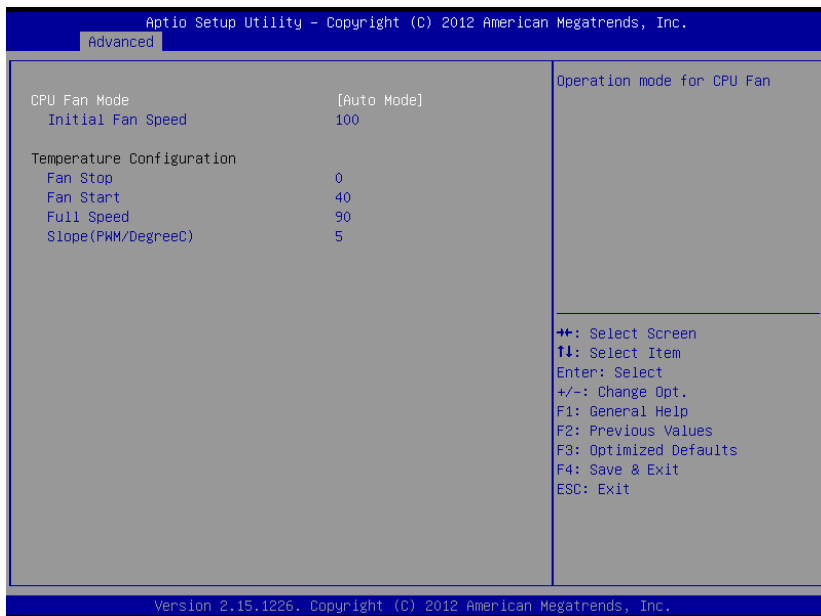 Aptio Setup Utility – Copyright (C) 2012 American Megatrends, Inc.
Advanced
CPU Fan Mode [Auto Mode]
Initial Fan Speed 100
Temperature Configuration
Fan Stop 0
Fan Start 40
Full Speed 90
Slope(PWM/DegreeC) 5
Operation mode for CPU Fan
→←: Select Screen
↑↓: Select Item
Enter: Select
+/-: Change Opt.
F1: General Help
F2: Previous Values
F3: Optimized Defaults
F4: Save & Exit
ESC: Exit
Version 2.15.1226. Copyright (C) 2012 American Megatrends, Inc.